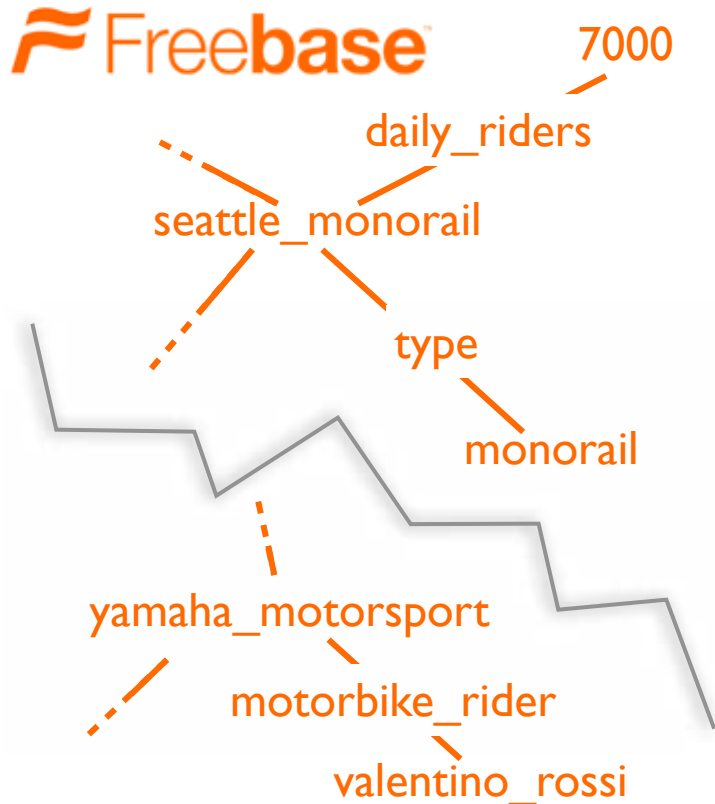 Freebase
7000
daily_riders
seattle_monorail
type
monorail
yamaha_motorsport
motorbike_rider
valentino_rossi